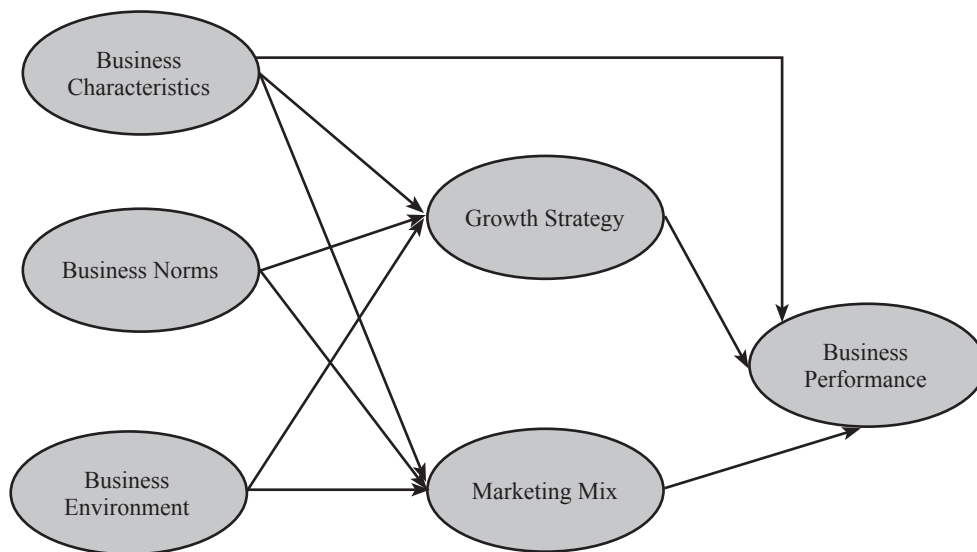 Business
Characteristics
Growth Strategy
Business Norms
Business
Performance
Business
Environment
Marketing Mix